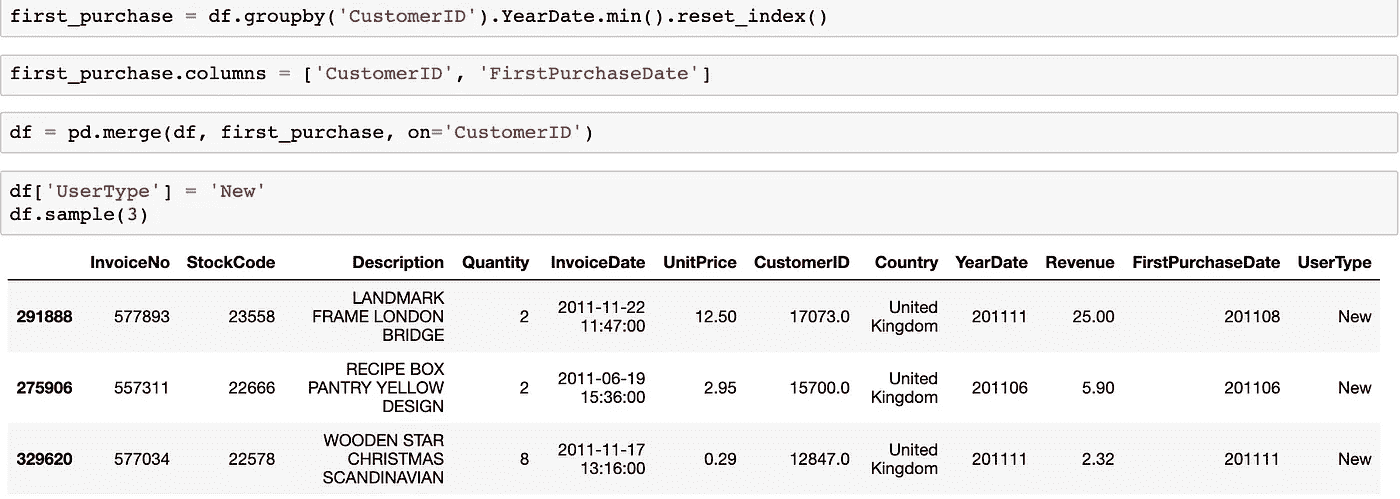 first_purchase = df.groupby('CustomerID').YearDate.min().reset_index()
first_purchase.columns = ['CustomerID', 'FirstPurchaseDate']
df = pd.merge(df, first_purchase, on='CustomerID')
df['UserType'] = 'New'
df.sample(3)
InvoiceNo StockCode Description Quantity InvoiceDate UnitPrice CustomerID Country YearDate Revenue FirstPurchaseDate UserType
291888 577893 23558 LANDMARK FRAME LONDON BRIDGE 2 2011-11-22 11:47:00 12.50 17073.0 United Kingdom 201111 25.00 201108 New
275906 557311 22666 RECIPE BOX PANTRY YELLOW DESIGN 2 2011-06-19 15:36:00 2.95 15700.0 United Kingdom 201106 5.90 201106 New
329620 577034 22578 WOODEN STAR CHRISTMAS SCANDINAVIAN 8 2011-11-17 13:16:00 0.29 12847.0 United Kingdom 201111 2.32 201111 New